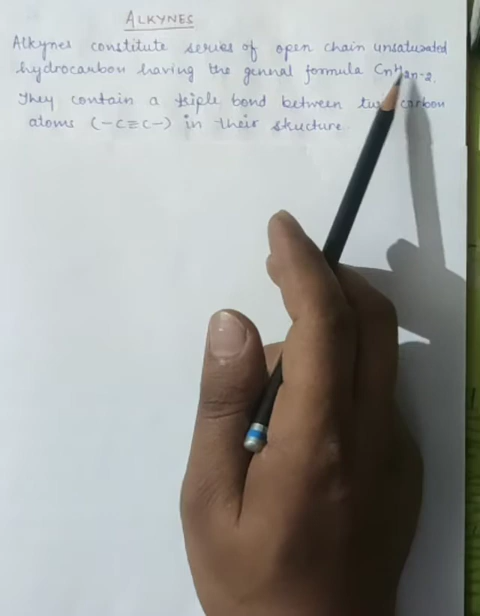 ALKYNES
Alkynes constitute series of open chain unsaturated
hydrocarbon having the general formula CnH2n-2.
They contain a triple bond between two carbon
atoms (-C≡C-) in their structure